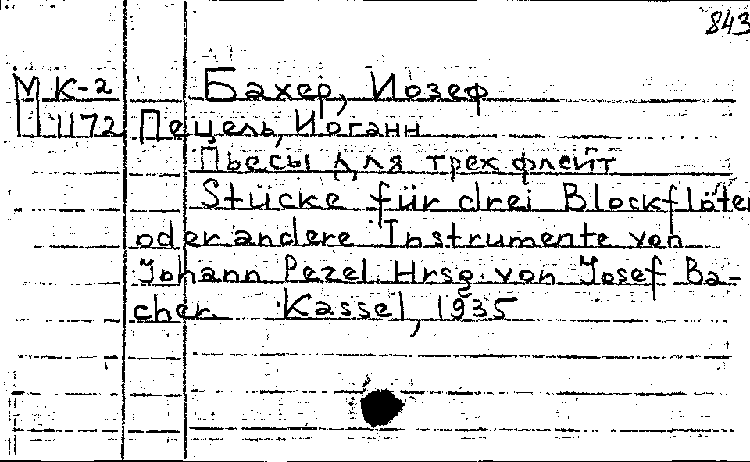 843
М К-2 Бахер, Иозеф
Ц 1172 Пецель, Иоганн
Пьесы для трех флейт
Stücke für drei Blockflöten
oder andere Instrumente von
Johann Pezel. Hrsg. von Josef Ba-
cher. Kassel, 1935